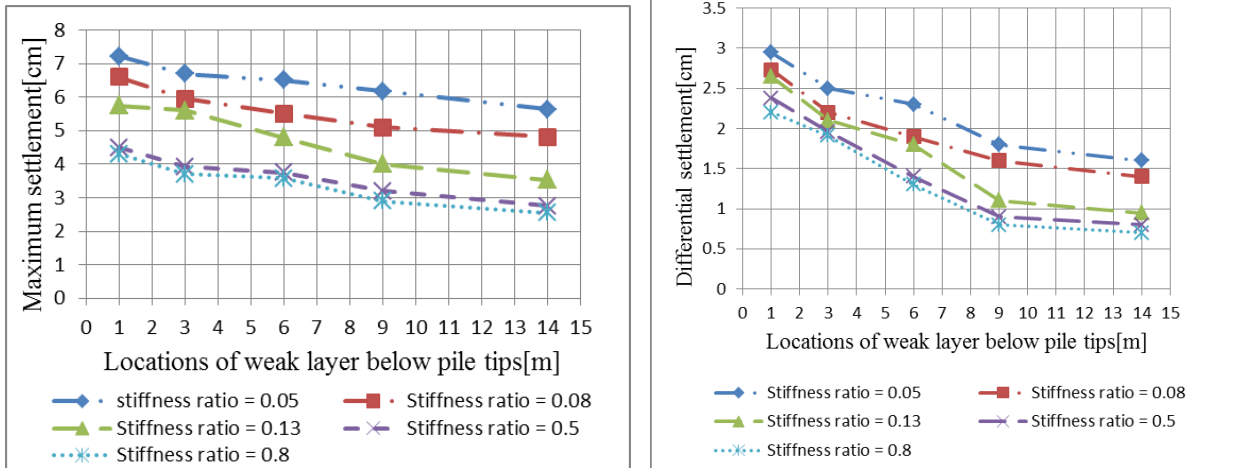 8
7
6
5
4
3
2
1
0
Maximum settlement[cm]
0 1 2 3 4 5 6 7 8 9 10 11 12 13 14 15
Locations of weak layer below pile tips[m]
stiffness ratio = 0.05
Stiffness ratio = 0.08
Stiffness ratio = 0.13
Stiffness ratio = 0.5
Stiffness ratio = 0.8
3.5
3
2.5
2
1.5
1
0.5
0
Differential settlement[cm]
0 1 2 3 4 5 6 7 8 9 10 11 12 13 14 15
Locations of weak layer below pile tips[m]
Stiffness ratio = 0.05
Stiffness ratio = 0.08
Stiffness ratio = 0.13
Stiffness ratio = 0.5
Stiffness ratio = 0.8